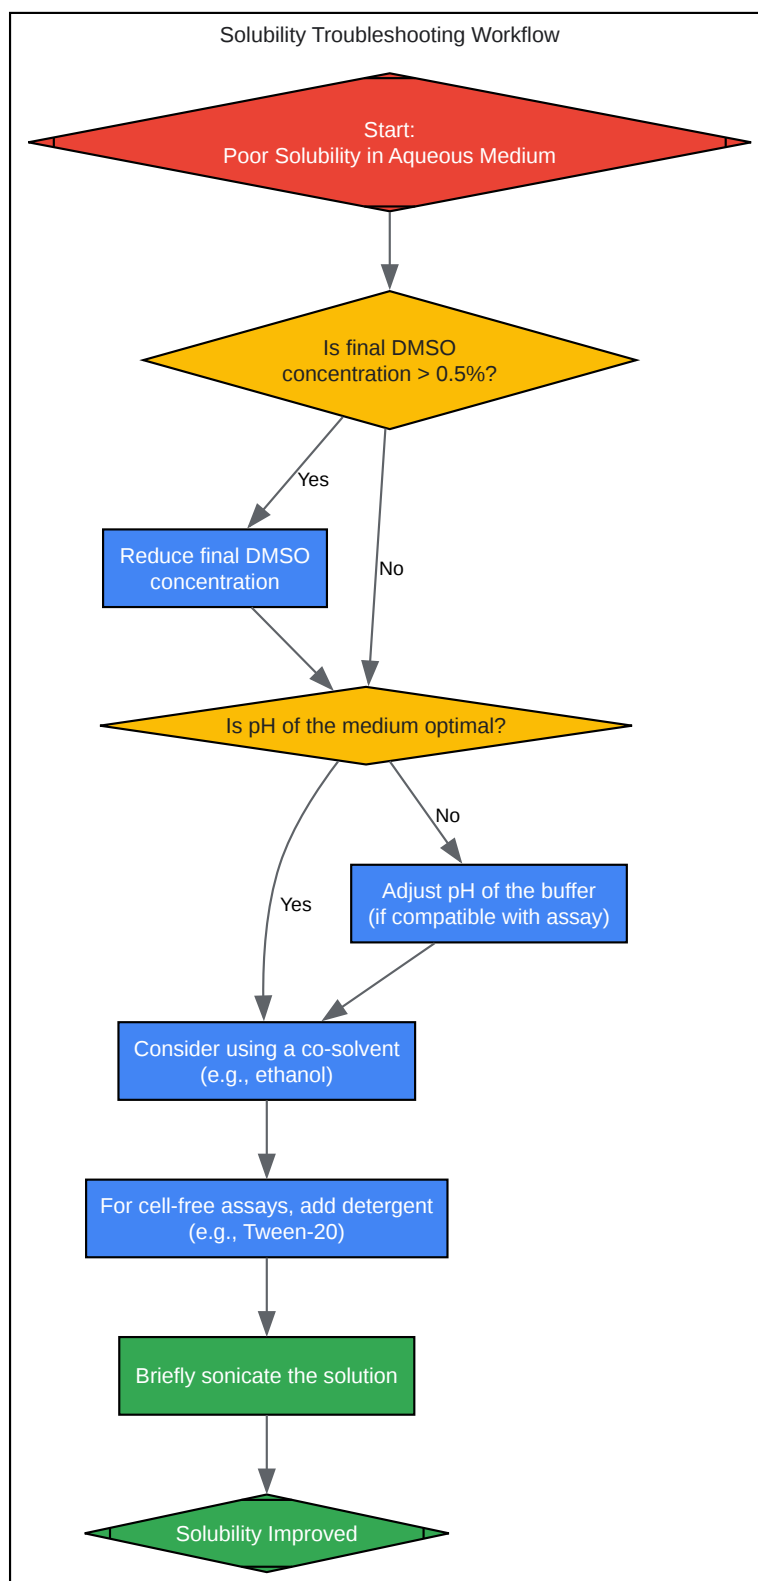 Solubility Troubleshooting Workflow
Start:
Poor Solubility in Aqueous Medium
Is final DMSO
concentration > 0.5%?
Yes
Reduce final DMSO
concentration
No
Is pH of the medium optimal?
No
Adjust pH of the buffer
(if compatible with assay)
Yes
Consider using a co-solvent
(e.g., ethanol)
For cell-free assays, add detergent
(e.g., Tween-20)
Briefly sonicate the solution
Solubility Improved